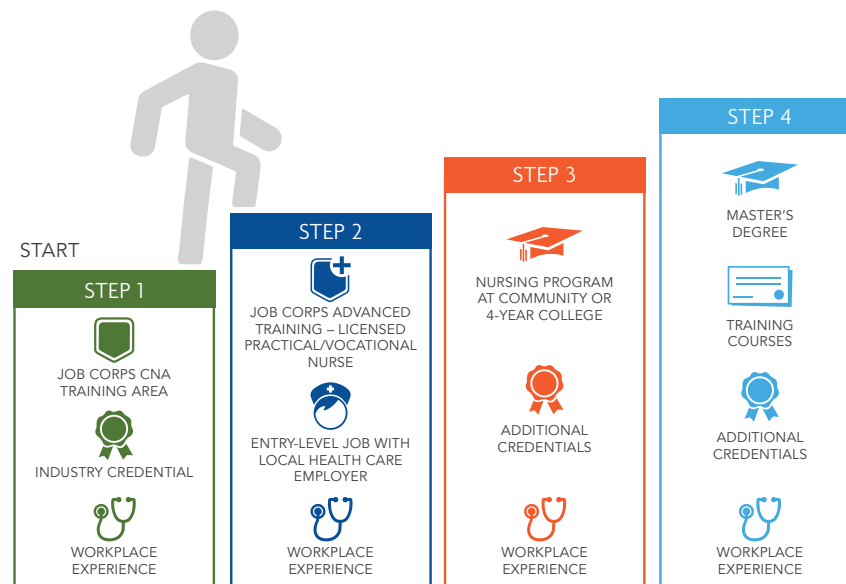 START
STEP 1
JOB CORPS CNA
TRAINING AREA
INDUSTRY CREDENTIAL
WORKPLACE
EXPERIENCE
STEP 2
JOB CORPS ADVANCED
TRAINING – LICENSED
PRACTICAL/VOCATIONAL
NURSE
ENTRY-LEVEL JOB WITH
LOCAL HEALTH CARE
EMPLOYER
WORKPLACE
EXPERIENCE
STEP 3
NURSING PROGRAM
AT COMMUNITY OR
4-YEAR COLLEGE
ADDITIONAL
CREDENTIALS
WORKPLACE
EXPERIENCE
STEP 4
MASTER'S
DEGREE
TRAINING
COURSES
ADDITIONAL
CREDENTIALS
WORKPLACE
EXPERIENCE